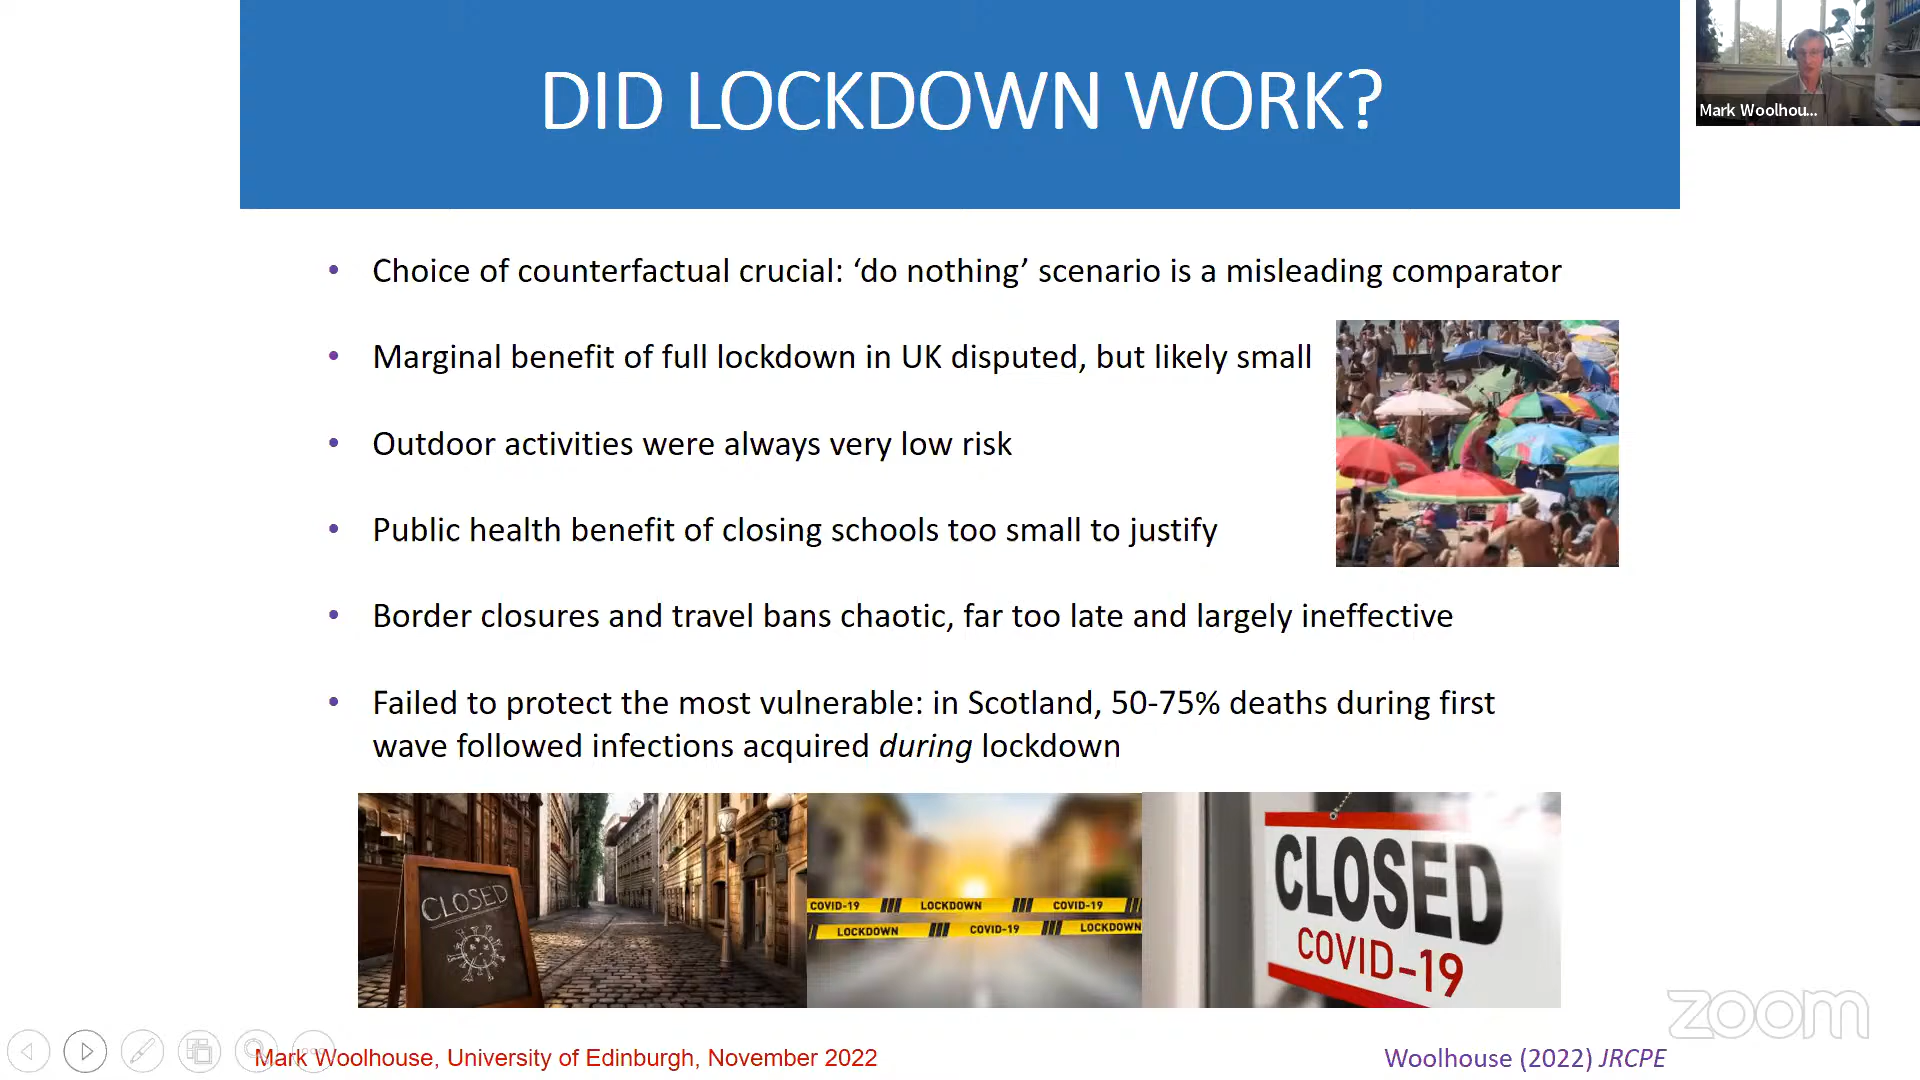 DID LOCKDOWN WORK?
Mark Woolhou...
• Choice of counterfactual crucial: ‘do nothing’ scenario is a misleading comparator
• Marginal benefit of full lockdown in UK disputed, but likely small
• Outdoor activities were always very low risk
• Public health benefit of closing schools too small to justify
• Border closures and travel bans chaotic, far too late and largely ineffective
• Failed to protect the most vulnerable: in Scotland, 50-75% deaths during first
wave followed infections acquired during lockdown
CLOSED
COVID-19 LOCKDOWN COVID-19
LOCKDOWN COVID-19 LOCKDOWN
CLOSED
COVID-19
zoom
Mark Woolhouse, University of Edinburgh, November 2022
Woolhouse (2022) JRCPE